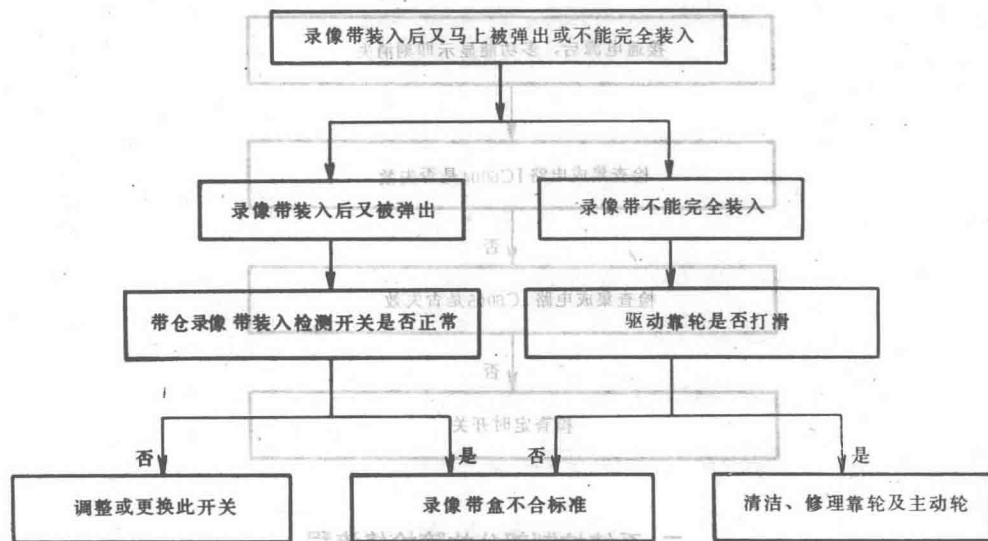 录像带装入后又马上被弹出或不能完全装入
录像带装入后又被弹出
录像带不能完全装入
带仓录像带装入检测开关是否正常
驱动靠轮是否打滑
否
是
否
是
调整或更换此开关
录像带盒不合标准
清洁、修理靠轮及主动轮